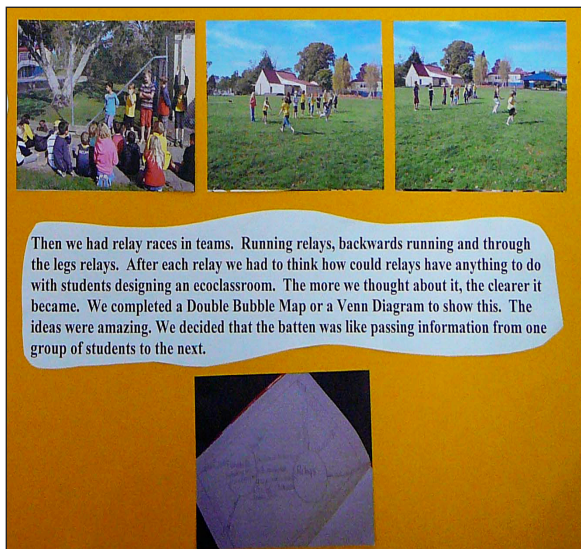 Then we had relay races in teams. Running relays, backwards running and through
the legs relays. After each relay we had to think how could relays have anything to do
with students designing an ecoclassroom. The more we thought about it, the clearer it
became. We completed a Double Bubble Map or a Venn Diagram to show this. The
ideas were amazing. We decided that the batten was like passing information from one
group of students to the next.
Relays